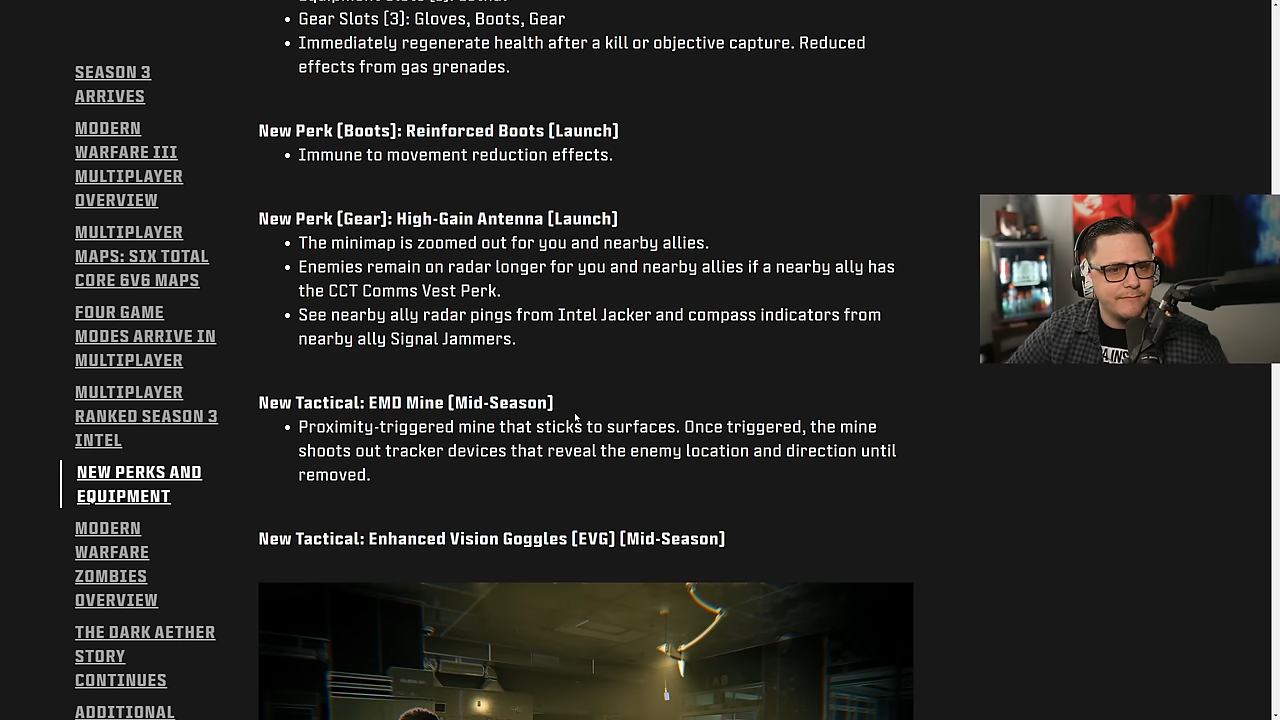 Gear Slots [3]: Gloves, Boots, Gear
Immediately regenerate health after a kill or objective capture. Reduced
effects from gas grenades.
New Perk [Boots]: Reinforced Boots [Launch]
Immune to movement reduction effects.
New Perk [Gear]: High-Gain Antenna [Launch]
The minimap is zoomed out for you and nearby allies.
Enemies remain on radar longer for you and nearby allies if a nearby ally has
the CCT Comms Vest Perk.
See nearby ally radar pings from Intel Jacker and compass indicators from
nearby ally Signal Jammers.
New Tactical: EMD Mine [Mid-Season]
Proximity-triggered mine that sticks to surfaces. Once triggered, the mine
shoots out tracker devices that reveal the enemy location and direction until
removed.
New Tactical: Enhanced Vision Goggles [EVG] [Mid-Season]
SEASON 3
ARRIVES
MODERN
WARFARE III
MULTIPLAYER
OVERVIEW
MULTIPLAYER
MAPS: SIX TOTAL
CORE 6V6 MAPS
FOUR GAME
MODES ARRIVE IN
MULTIPLAYER
MULTIPLAYER
RANKED SEASON 3
INTEL
NEW PERKS AND
EQUIPMENT
MODERN
WARFARE
ZOMBIES
OVERVIEW
THE DARK AETHER
STORY
CONTINUES
ADDITIONAL